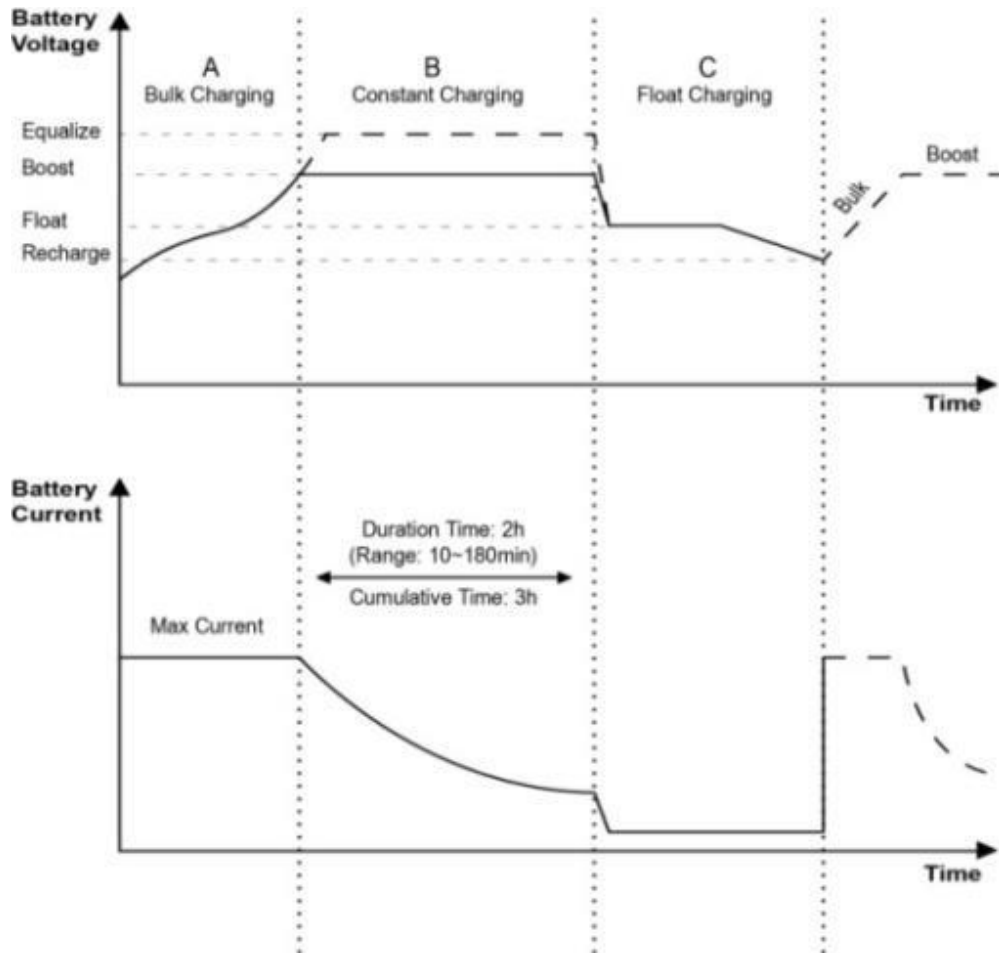 Battery
Voltage
A
Bulk Charging
B
Constant Charging
C
Float Charging
Equalize
Boost
Float
Recharge
Bulk
Boost
Time
Battery
Current
Duration Time: 2h
(Range: 10~180min)
Cumulative Time: 3h
Max Current
Time